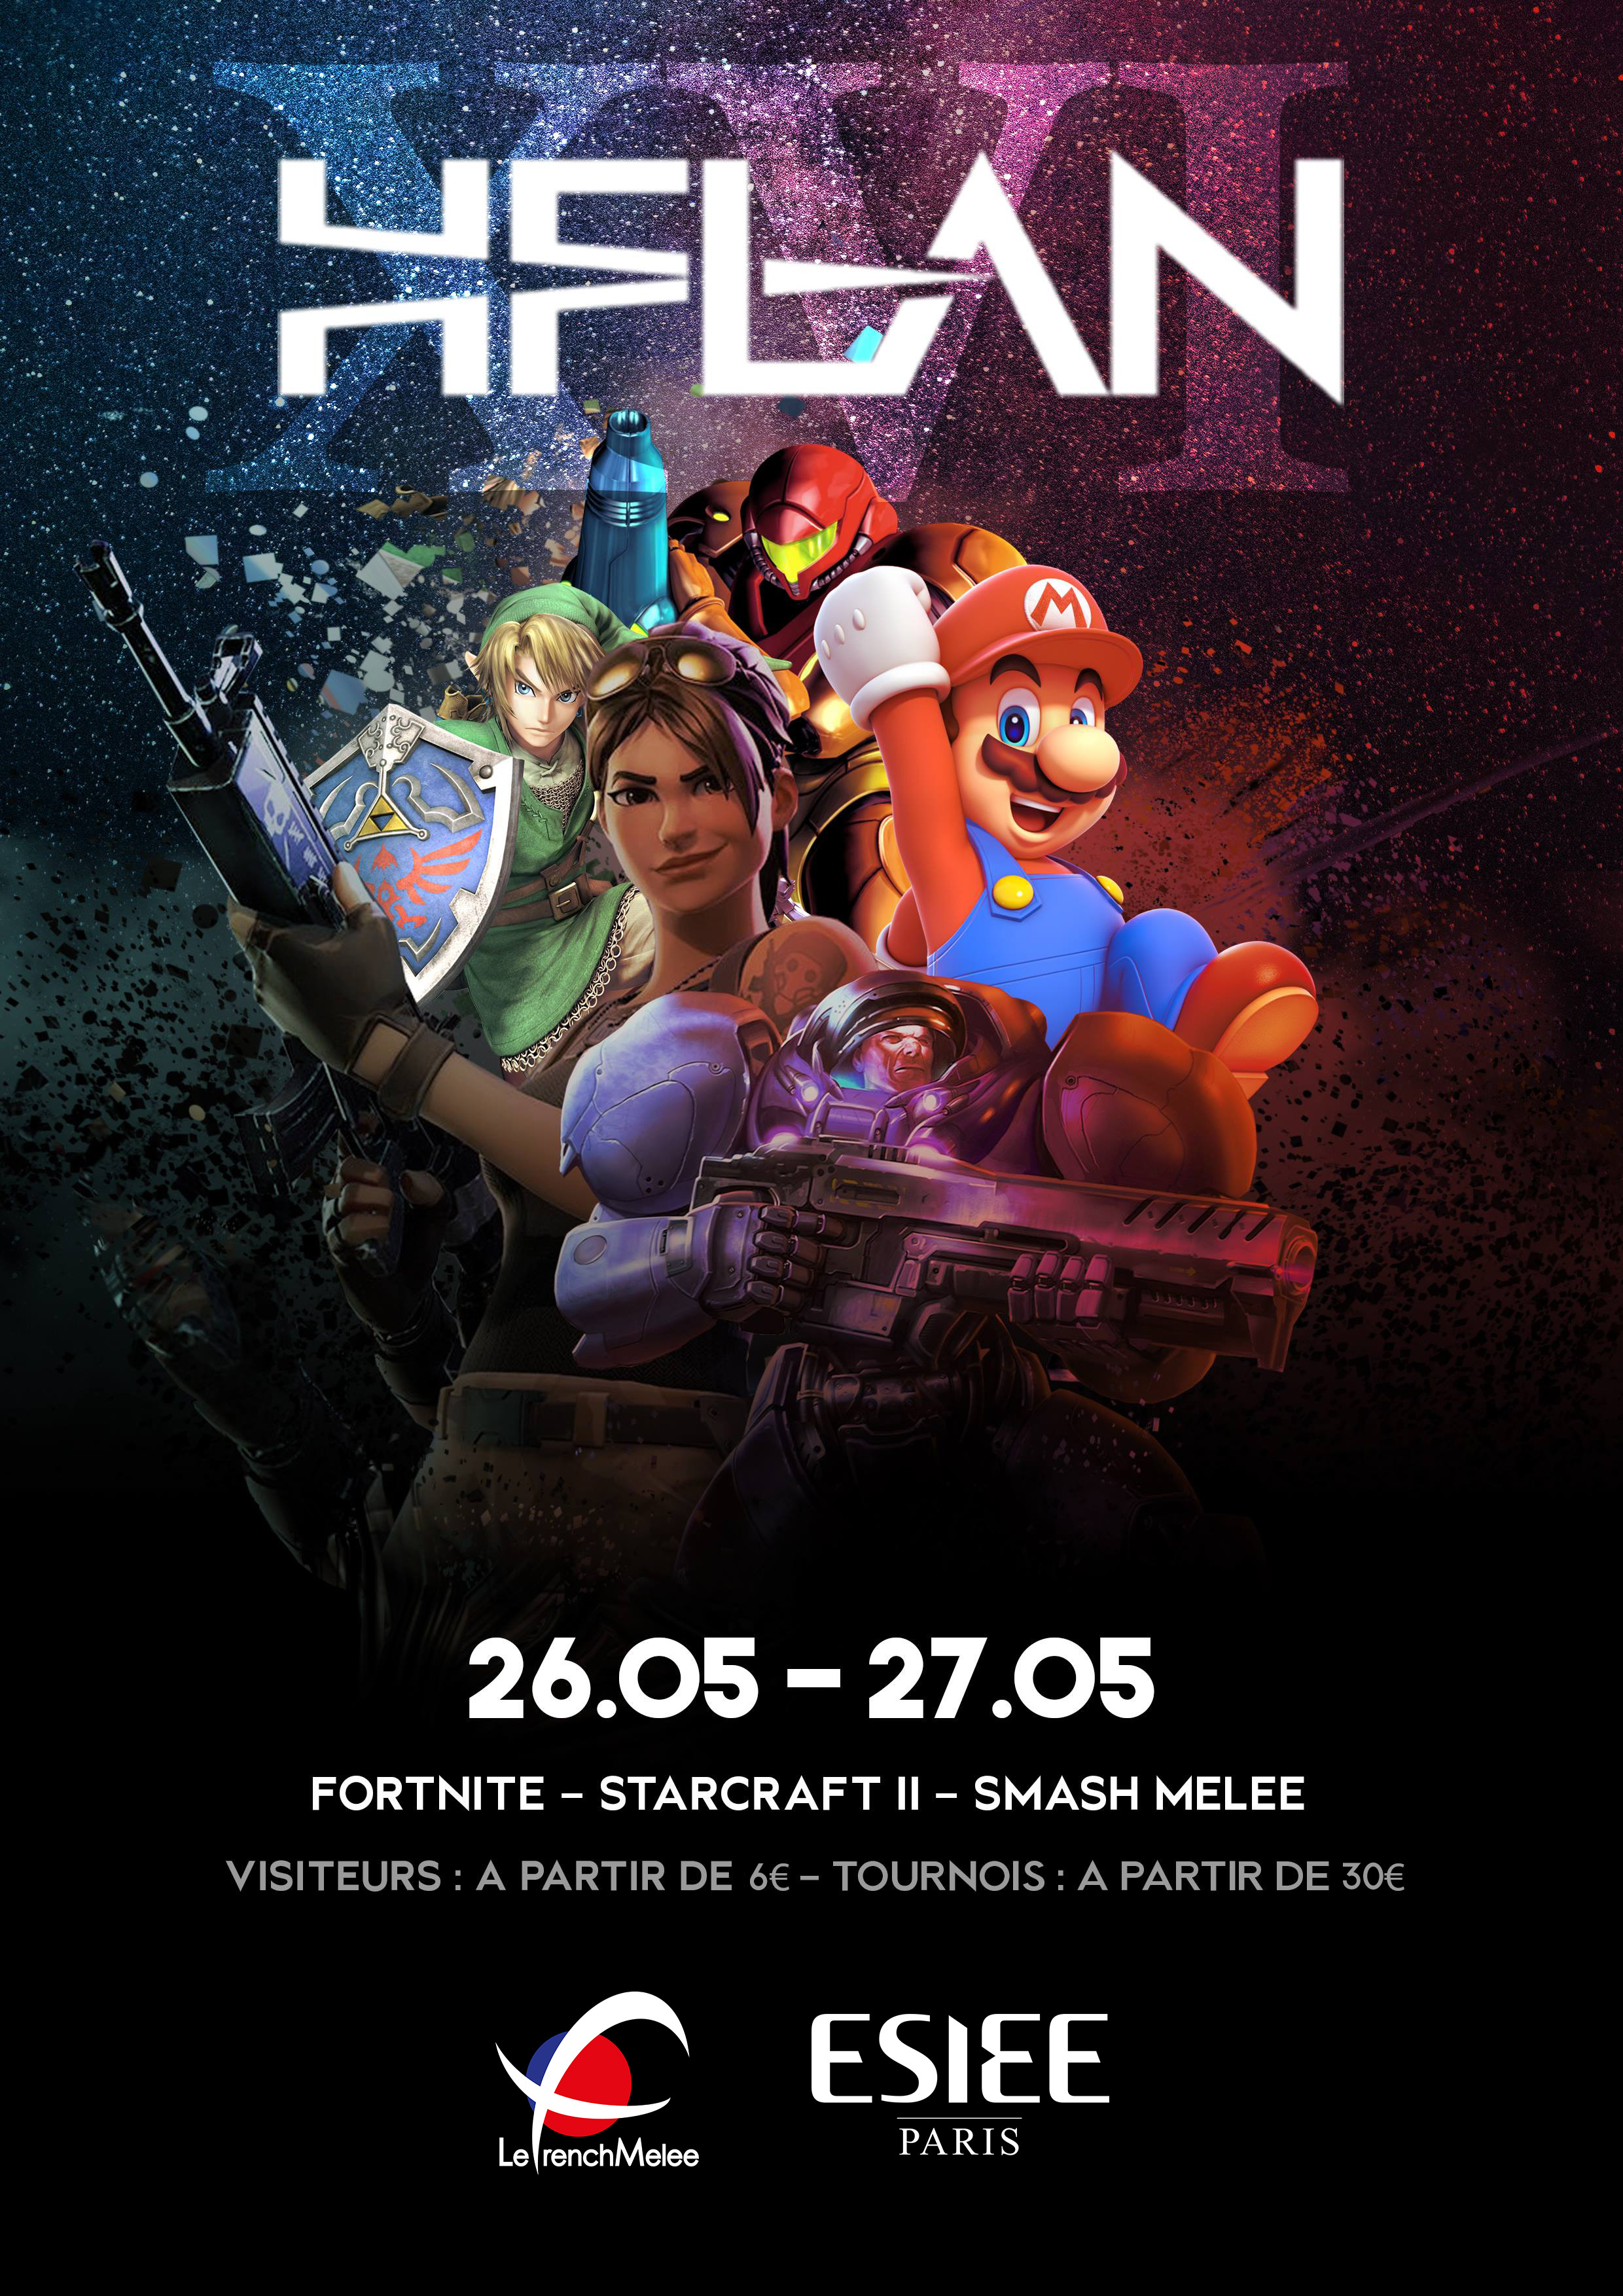 XVI
HFLAN
M
26.05 – 27.05
FORTNITE – STARCRAFT II – SMASH MELEE
VISITEURS : A PARTIR DE 6€ – TOURNOIS : A PARTIR DE 30€
LeFrenchMelee
ESIEE
PARIS